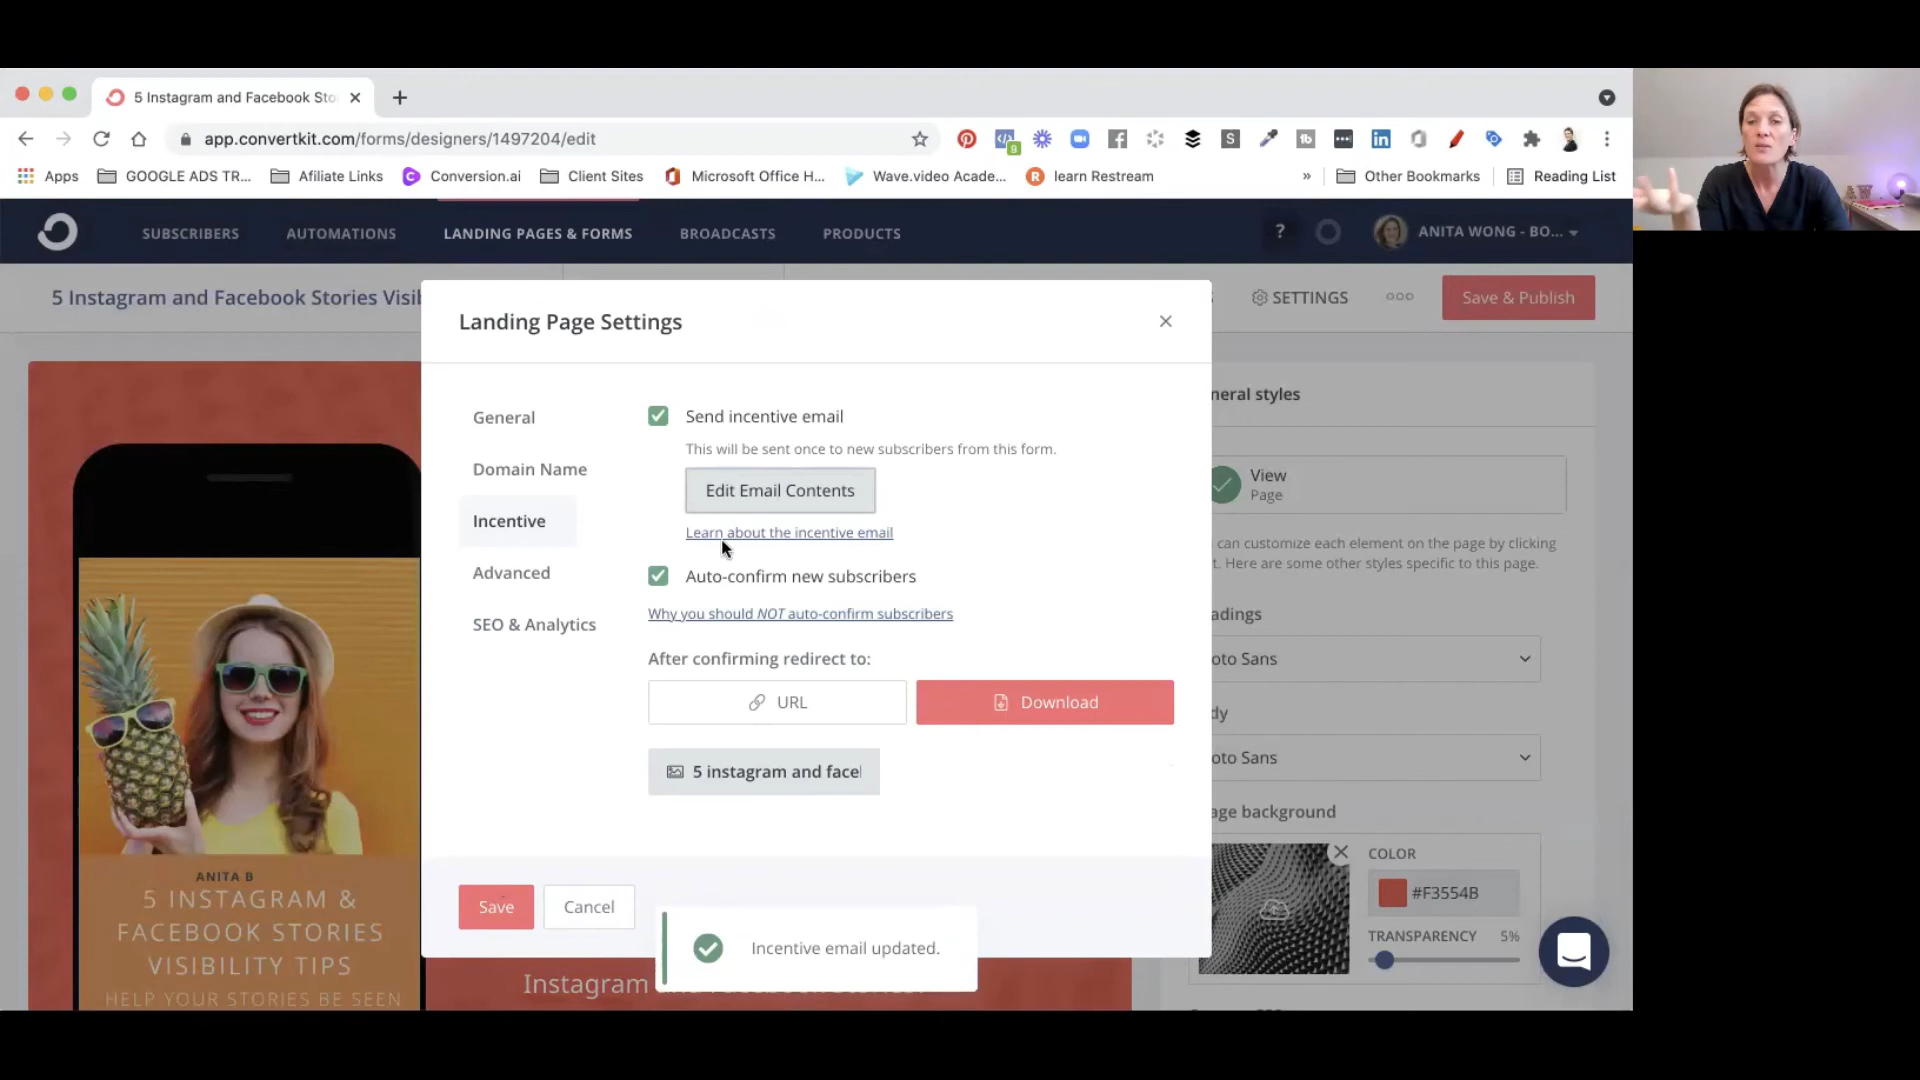 5 Instagram and Facebook Sto
app.convertkit.com/forms/designers/1497204/edit
9
S
tb
in
Apps
GOOGLE ADS TR...
Afiliate Links
C
Conversion.ai
Client Sites
Microsoft Office H...
Wave.video Acade...
R
learn Restream
»
Other Bookmarks
Reading List
SUBSCRIBERS
AUTOMATIONS
LANDING PAGES & FORMS
BROADCASTS
PRODUCTS
?
ANITA WONG - BO...
5 Instagram and Facebook Stories Visib
SETTINGS
Save & Publish
Landing Page Settings
General
Domain Name
Incentive
Advanced
SEO & Analytics
Send incentive email
This will be sent once to new subscribers from this form.
Edit Email Contents
Learn about the incentive email
Auto-confirm new subscribers
Why you should NOT auto-confirm subscribers
After confirming redirect to:
URL
Download
5 instagram and face
Save
Cancel
Incentive email updated.
neral styles
View
Page
can customize each element on the page by clicking
t. Here are some other styles specific to this page.
adings
oto Sans
dy
oto Sans
age background
COLOR
#F3554B
TRANSPARENCY 5%
ANITA B
5 INSTAGRAM &
FACEBOOK STORIES
VISIBILITY TIPS
HELP YOUR STORIES BE SEEN
Instagram